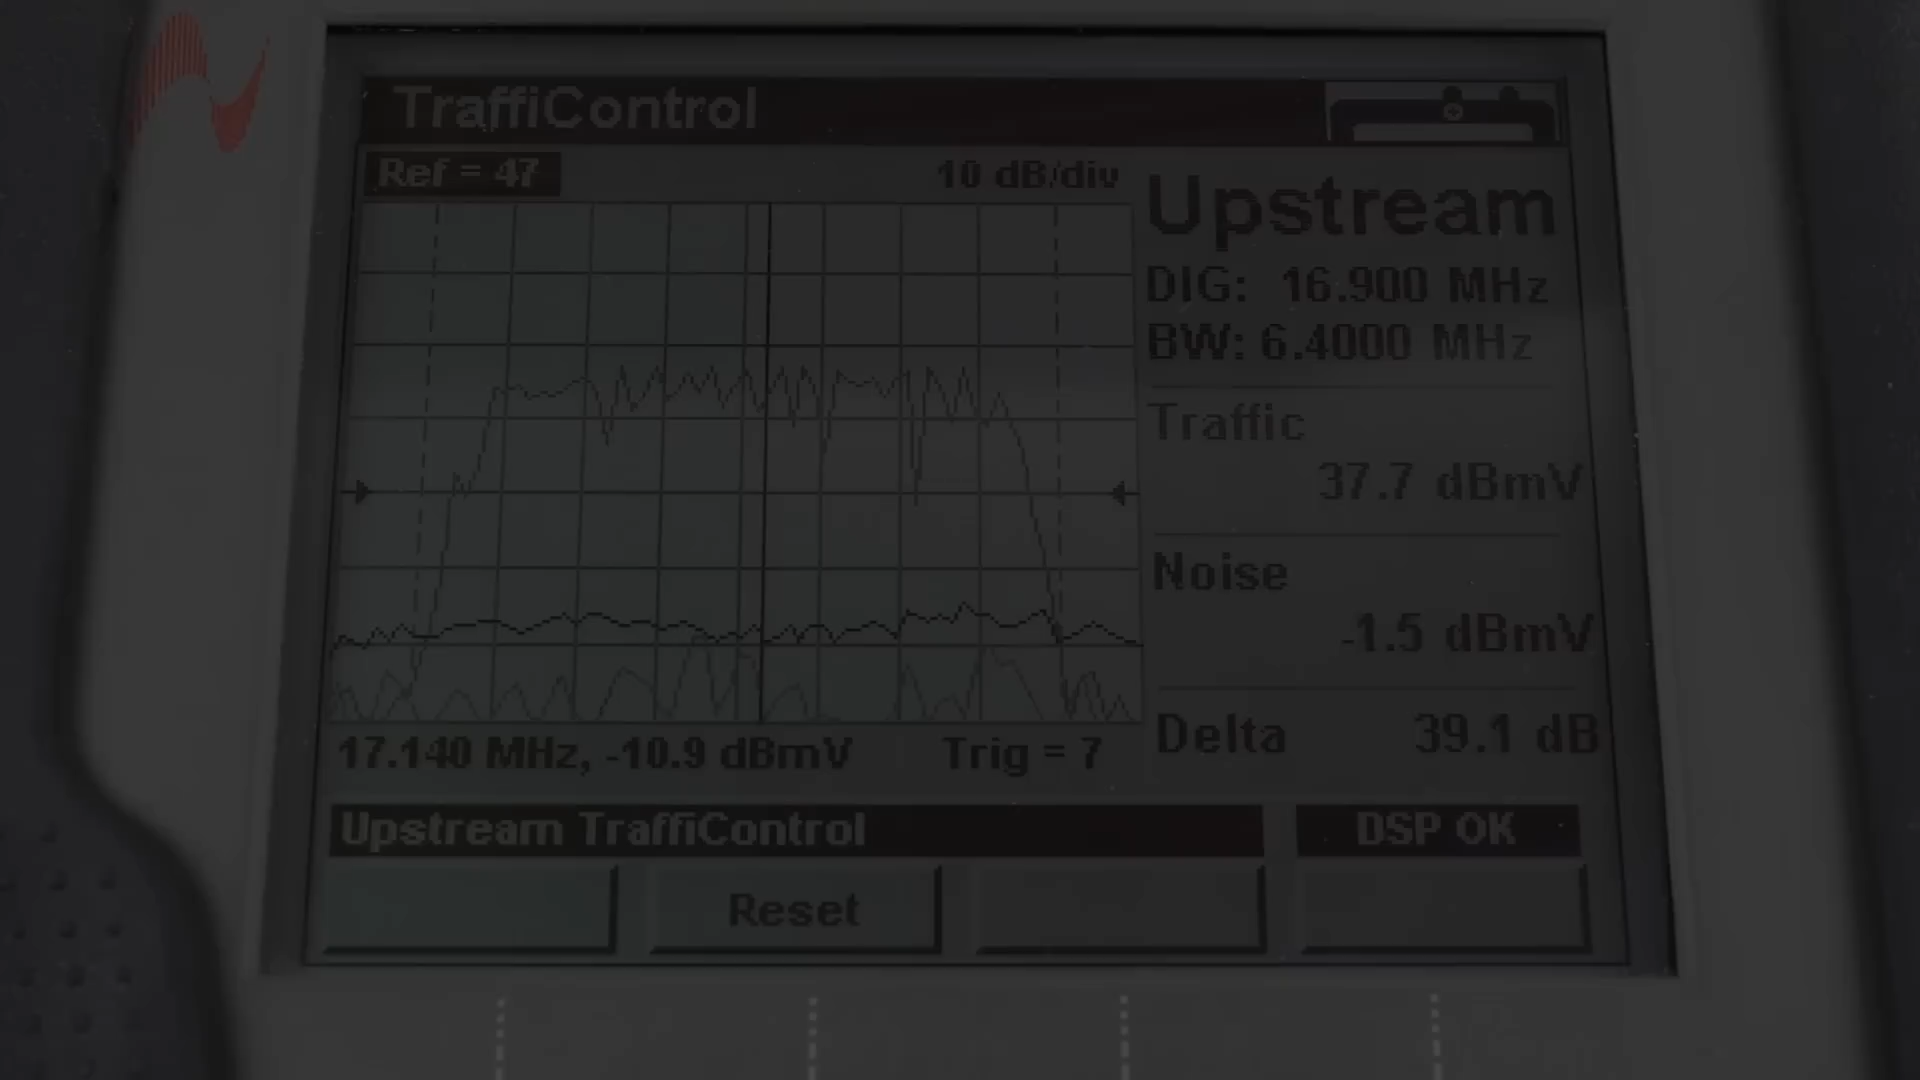 TraffiControl
Ref = 47
10 dB/div
Upstream
DIG: 16.900 MHz
BW: 6.4000 MHz
Traffic
37.7 dBmV
Noise
-1.5 dBmV
Delta 39.1 dB
17.140 MHz, -10.9 dBmV
Trig = 7
Upstream TraffiControl
DSP OK
Reset